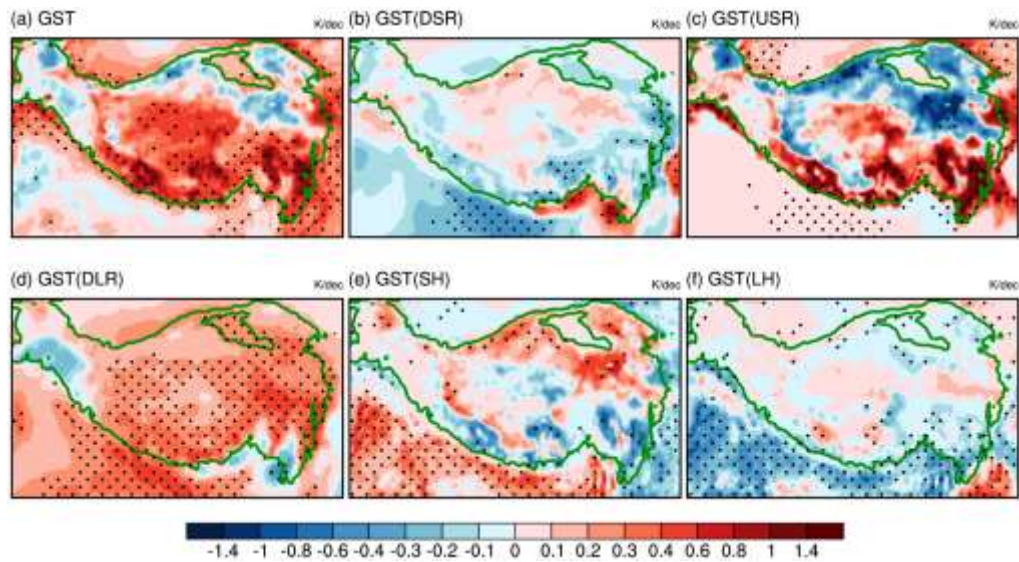 (a) GST K/dec (b) GST(DSR) K/dec (c) GST(USR) K/dec
(d) GST(DLR) K/dec (e) GST(SH) K/dec (f) GST(LH) K/dec
-1.4 -1 -0.8 -0.6 -0.4 -0.3 -0.2 -0.1 0 0.1 0.2 0.3 0.4 0.6 0.8 1 1.4